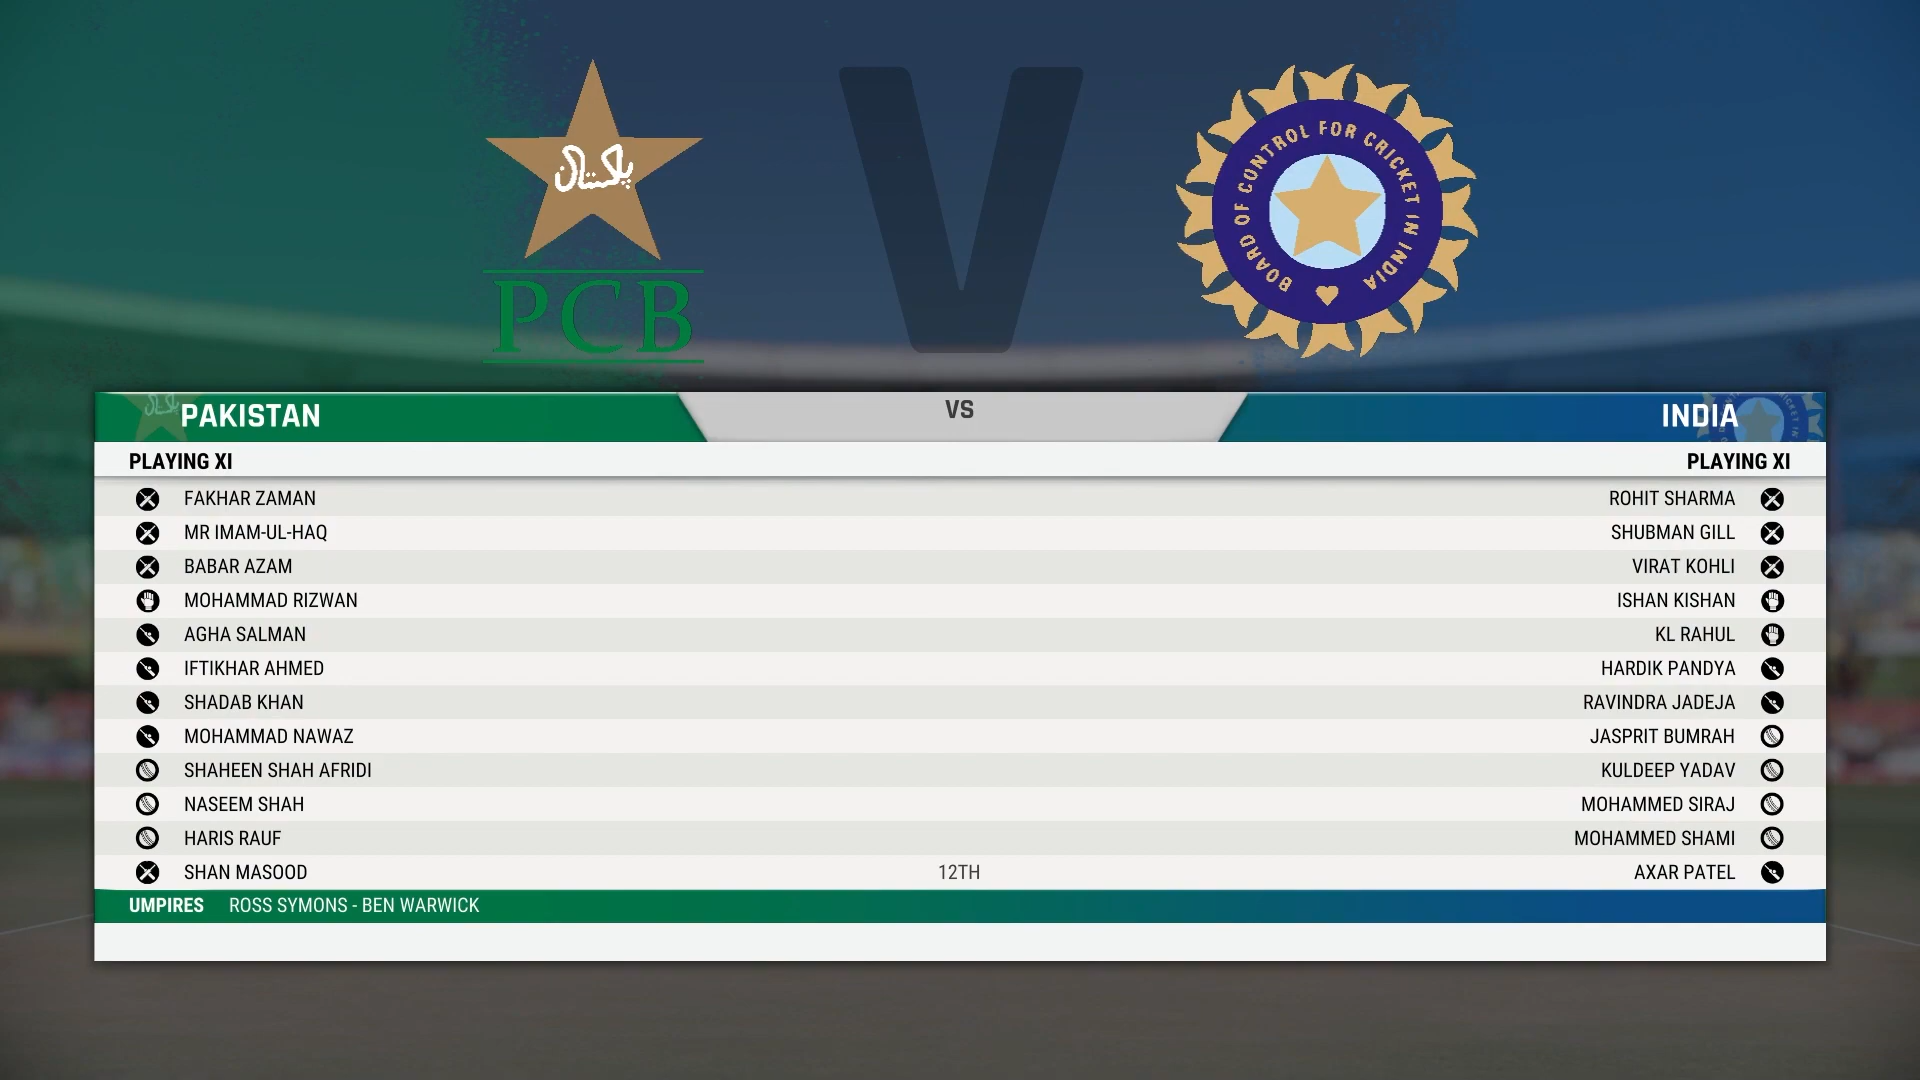 پاکستان
PCB
V
BOARD OF CONTROL FOR CRICKET IN INDIA
PAKISTAN VS INDIA
PLAYING XI PLAYING XI
FAKHAR ZAMAN ROHIT SHARMA
MR IMAM-UL-HAQ SHUBMAN GILL
BABAR AZAM VIRAT KOHLI
MOHAMMAD RIZWAN ISHAN KISHAN
AGHA SALMAN KL RAHUL
IFTIKHAR AHMED HARDIK PANDYA
SHADAB KHAN RAVINDRA JADEJA
MOHAMMAD NAWAZ JASPRIT BUMRAH
SHAHEEN SHAH AFRIDI KULDEEP YADAV
NASEEM SHAH MOHAMMED SIRAJ
HARIS RAUF MOHAMMED SHAMI
SHAN MASOOD 12TH AXAR PATEL
UMPIRES ROSS SYMONS - BEN WARWICK